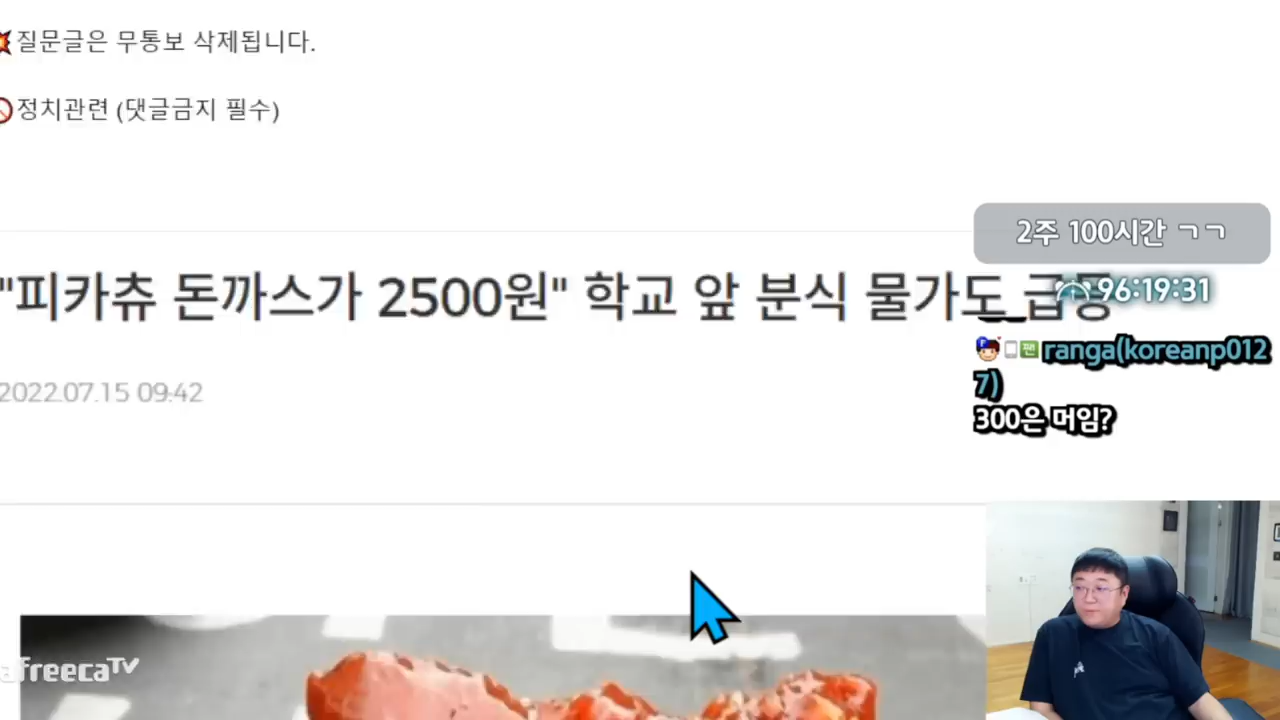 질문글은 무통보 삭제됩니다.
정치관련 (댓글금지 필수)
2주 100시간 ㄱㄱ
"피카츄 돈까스가 2500원" 학교 앞 분식 물가도 급등
96:19:31
ranga(koreanp012
7)
300은 머임?
2022.07.15 09:42
afreecaTV